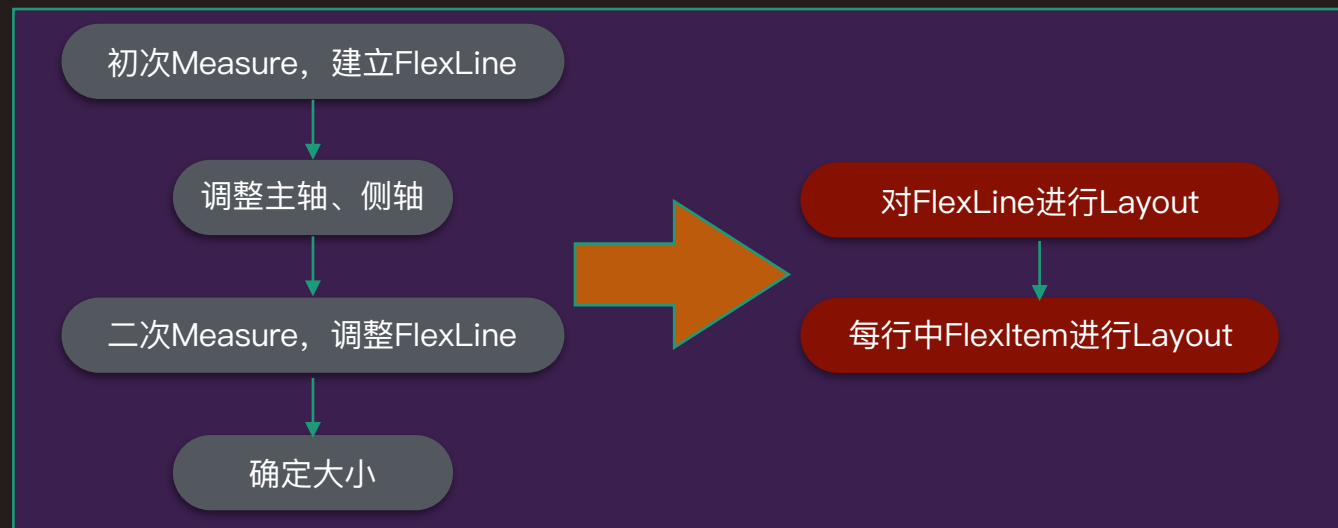 初次Measure，建立FlexLine
调整主轴、侧轴
二次Measure，调整FlexLine
确定大小
对FlexLine进行Layout
每行中FlexItem进行Layout